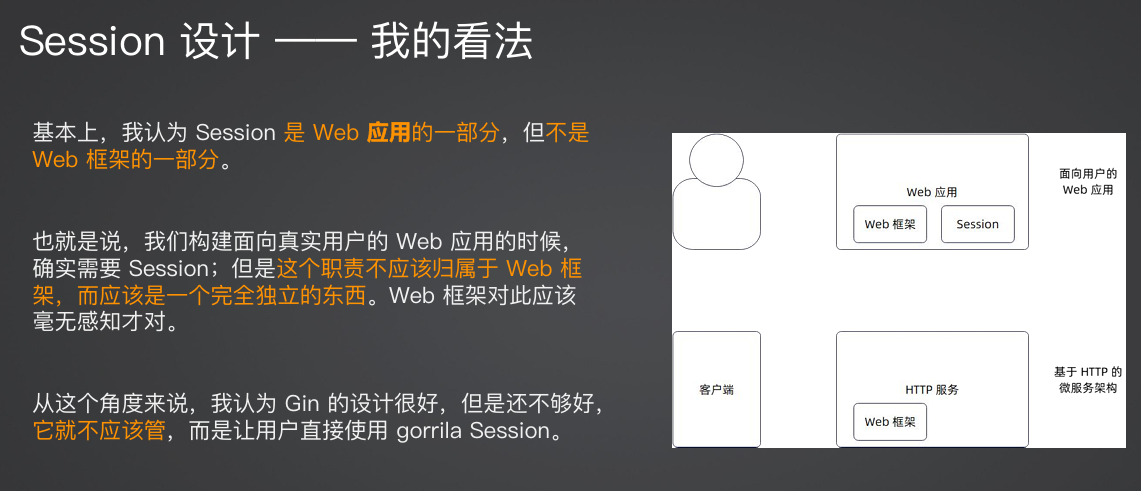 Session 设计 —— 我的看法
基本上，我认为 Session 是 Web 应用的一部分，但不是
Web 框架的一部分。
也就是说，我们构建面向真实用户的 Web 应用的时候，
确实需要 Session；但是这个职责不应该归属于 Web 框
架，而应该是一个完全独立的东西。Web 框架对此应该
毫无感知才对。
从这个角度来说，我认为 Gin 的设计很好，但是还不够好，
它就不应该管，而是让用户直接使用 gorrila Session。
Web 应用
Web 框架
Session
面向用户的
Web 应用
客户端
HTTP 服务
Web 框架
基于 HTTP 的
微服务架构